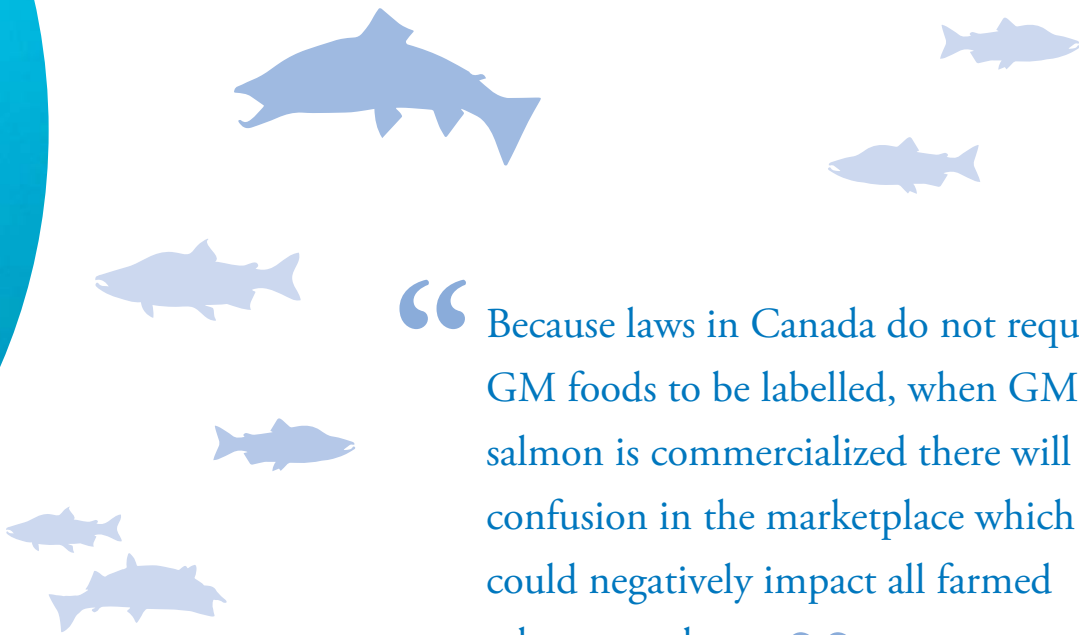 “ Because laws in Canada do not requ
GM foods to be labelled, when GM
salmon is commercialized there will
confusion in the marketplace which
could negatively impact all farmed